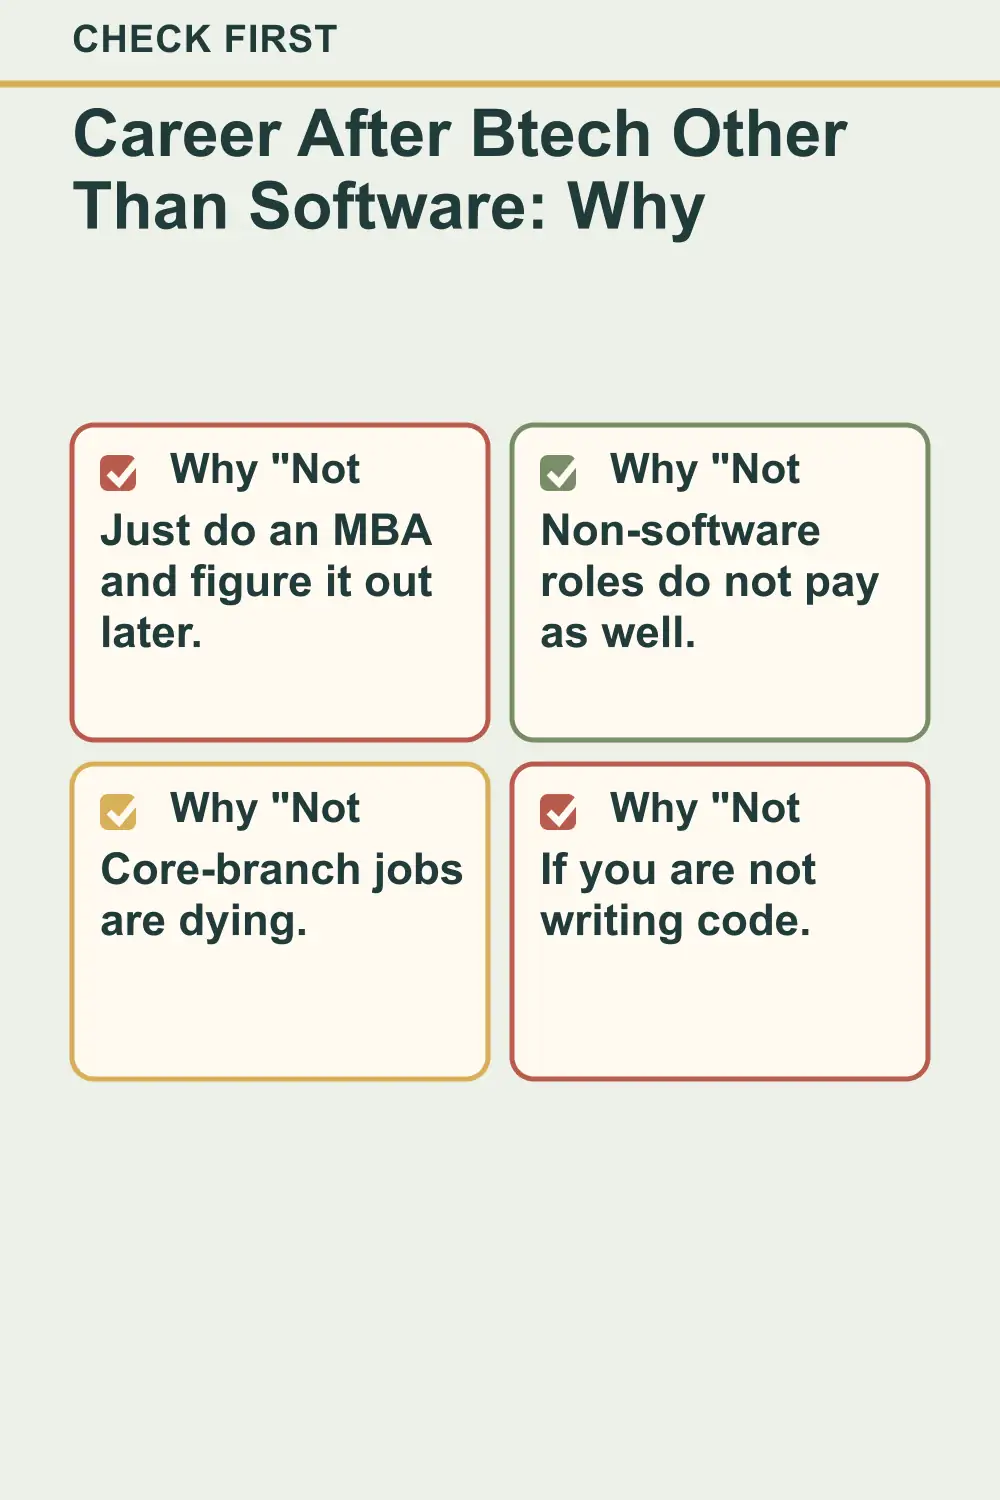 CHECK FIRST
Career After Btech Other
Than Software: Why
Why "Not
Just do an MBA
and figure it out
later.
Why "Not
Non-software
roles do not pay
as well.
Why "Not
Core-branch jobs
are dying.
Why "Not
If you are not
writing code.